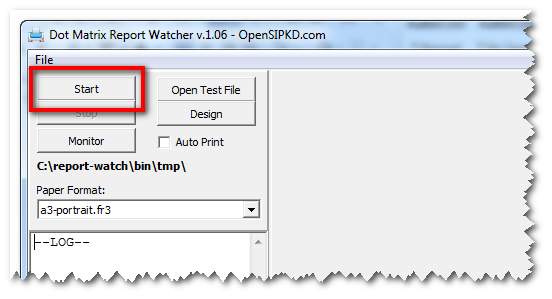 Dot Matrix Report Watcher v.1.06 - OpenSIPKD.com
File
Start
Open Test File
Stop
Design
Monitor
Auto Print
C:\report-watch\bin\tmp\
Paper Format:
a3-portrait.fr3
--LOG--